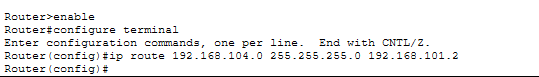 Router>enable
Router#configure terminal
Enter configuration commands, one per line.  End with CNTL/Z.
Router(config)#ip route 192.168.104.0 255.255.255.0 192.168.101.2
Router(config)#